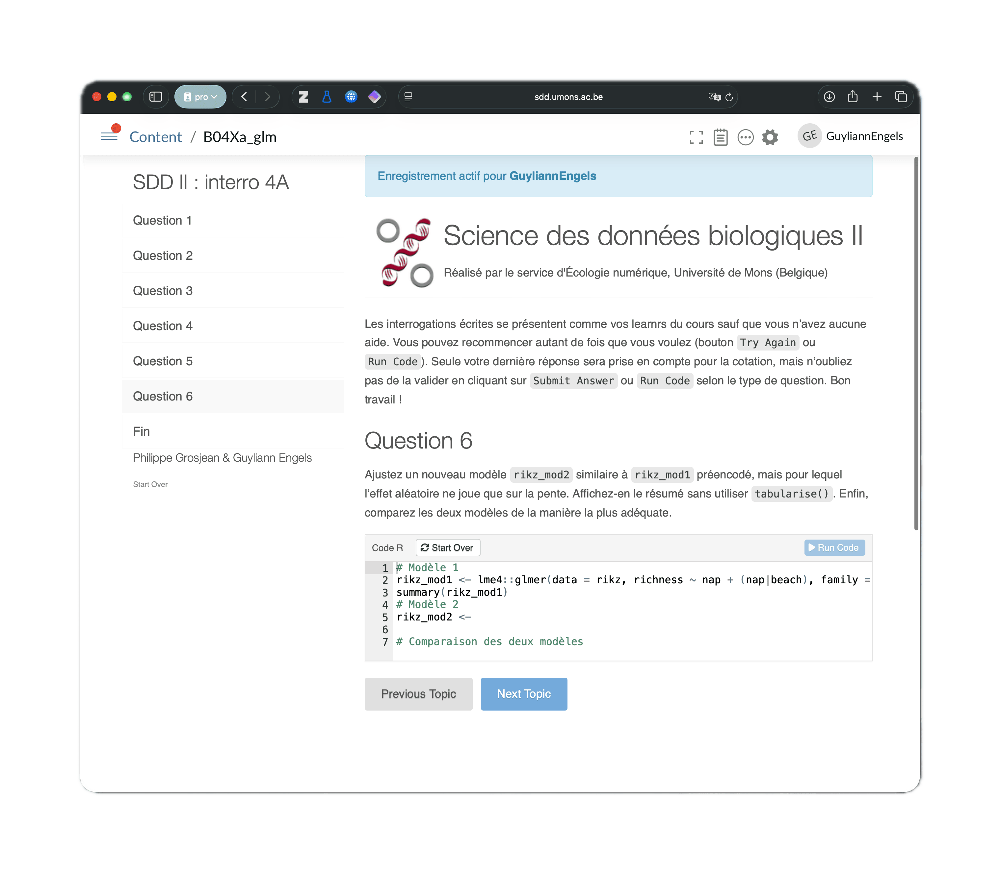 pro
sdd.umons.ac.be
Content / B04Xa_glm
GE GuyliannEngels
SDD II : interro 4A
Question 1
Question 2
Question 3
Question 4
Question 5
Question 6
Fin
Philippe Grosjean & Guyliann Engels
Start Over
Enregistrement actif pour GuyliannEngels
Science des données biologiques II
Réalisé par le service d'Écologie numérique, Université de Mons (Belgique)
Les interrogations écrites se présentent comme vos learnrs du cours sauf que vous n’avez aucune
aide. Vous pouvez recommencer autant de fois que vous voulez (bouton Try Again ou
Run Code). Seule votre dernière réponse sera prise en compte pour la cotation, mais n’oubliez
pas de la valider en cliquant sur Submit Answer ou Run Code selon le type de question. Bon
travail !
Question 6
Ajustez un nouveau modèle rikz_mod2 similaire à rikz_mod1 préencodé, mais pour lequel
l’effet aléatoire ne joue que sur la pente. Affichez-en le résumé sans utiliser tabularise(). Enfin,
comparez les deux modèles de la manière la plus adéquate.
Code R Start Over Run Code
1 # Modèle 1
2 rikz_mod1 <- lme4::glmer(data = rikz, richness ~ nap + (nap|beach), family =
3 summary(rikz_mod1)
4 # Modèle 2
5 rikz_mod2 <-
6
7 # Comparaison des deux modèles
Previous Topic Next Topic